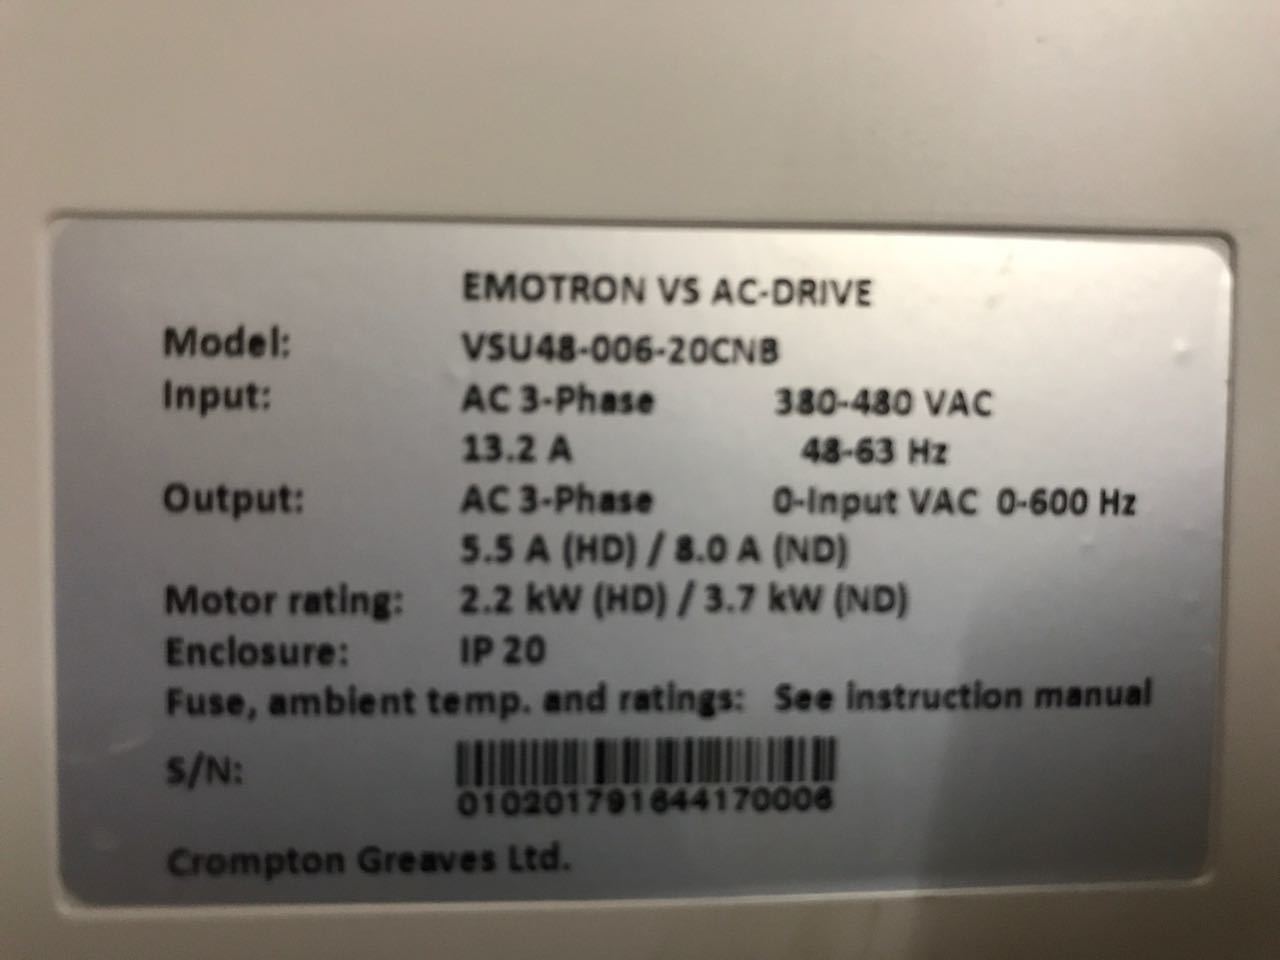 EMOTRON VS AC-DRIVE
Model: VSU48-006-20CNB
Input: AC 3-Phase 380-480 VAC
13.2 A 48-63 Hz
Output: AC 3-Phase 0-Input VAC 0-600 Hz
5.5 A (HD) / 8.0 A (ND)
Motor rating: 2.2 kW (HD) / 3.7 kW (ND)
Enclosure: IP 20
Fuse, ambient temp. and ratings: See instruction manual
S/N:
010201791644170006
Crompton Greaves Ltd.